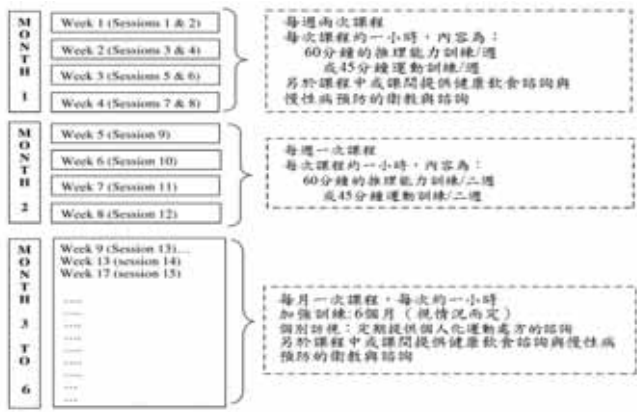 MONTH 1
Week 1 (Sessions 1 & 2)
Week 2 (Sessions 3 & 4)
Week 3 (Sessions 5 & 6)
Week 4 (Sessions 7 & 8)
每週兩次課程
每次課程約一小時，內容為：
60分鐘的推理能力訓練/週
或45分鐘運動訓練/週
另於課程中或課間提供健康飲食諮詢與
慢性病預防的衛教與諮詢
MONTH 2
Week 5 (Session 9)
Week 6 (Session 10)
Week 7 (Session 11)
Week 8 (Session 12)
每週一次課程
每次課程約一小時，內容為：
60分鐘的推理能力訓練/二週
或45分鐘運動訓練/二週
MONTH 3 TO 6
Week 9 (Session 13)...
Week 13 (session 14)
Week 17 (session 15)
....
....
....
....
....
....
....
...
....
每月一次課程，每次約一小時
加強訓練:6個月（視情況而定）
個別訪視：定期提供個人化運動處方的諮詢
另於課程中或課間提供健康飲食諮詢與慢性病
預防的衛教與諮詢